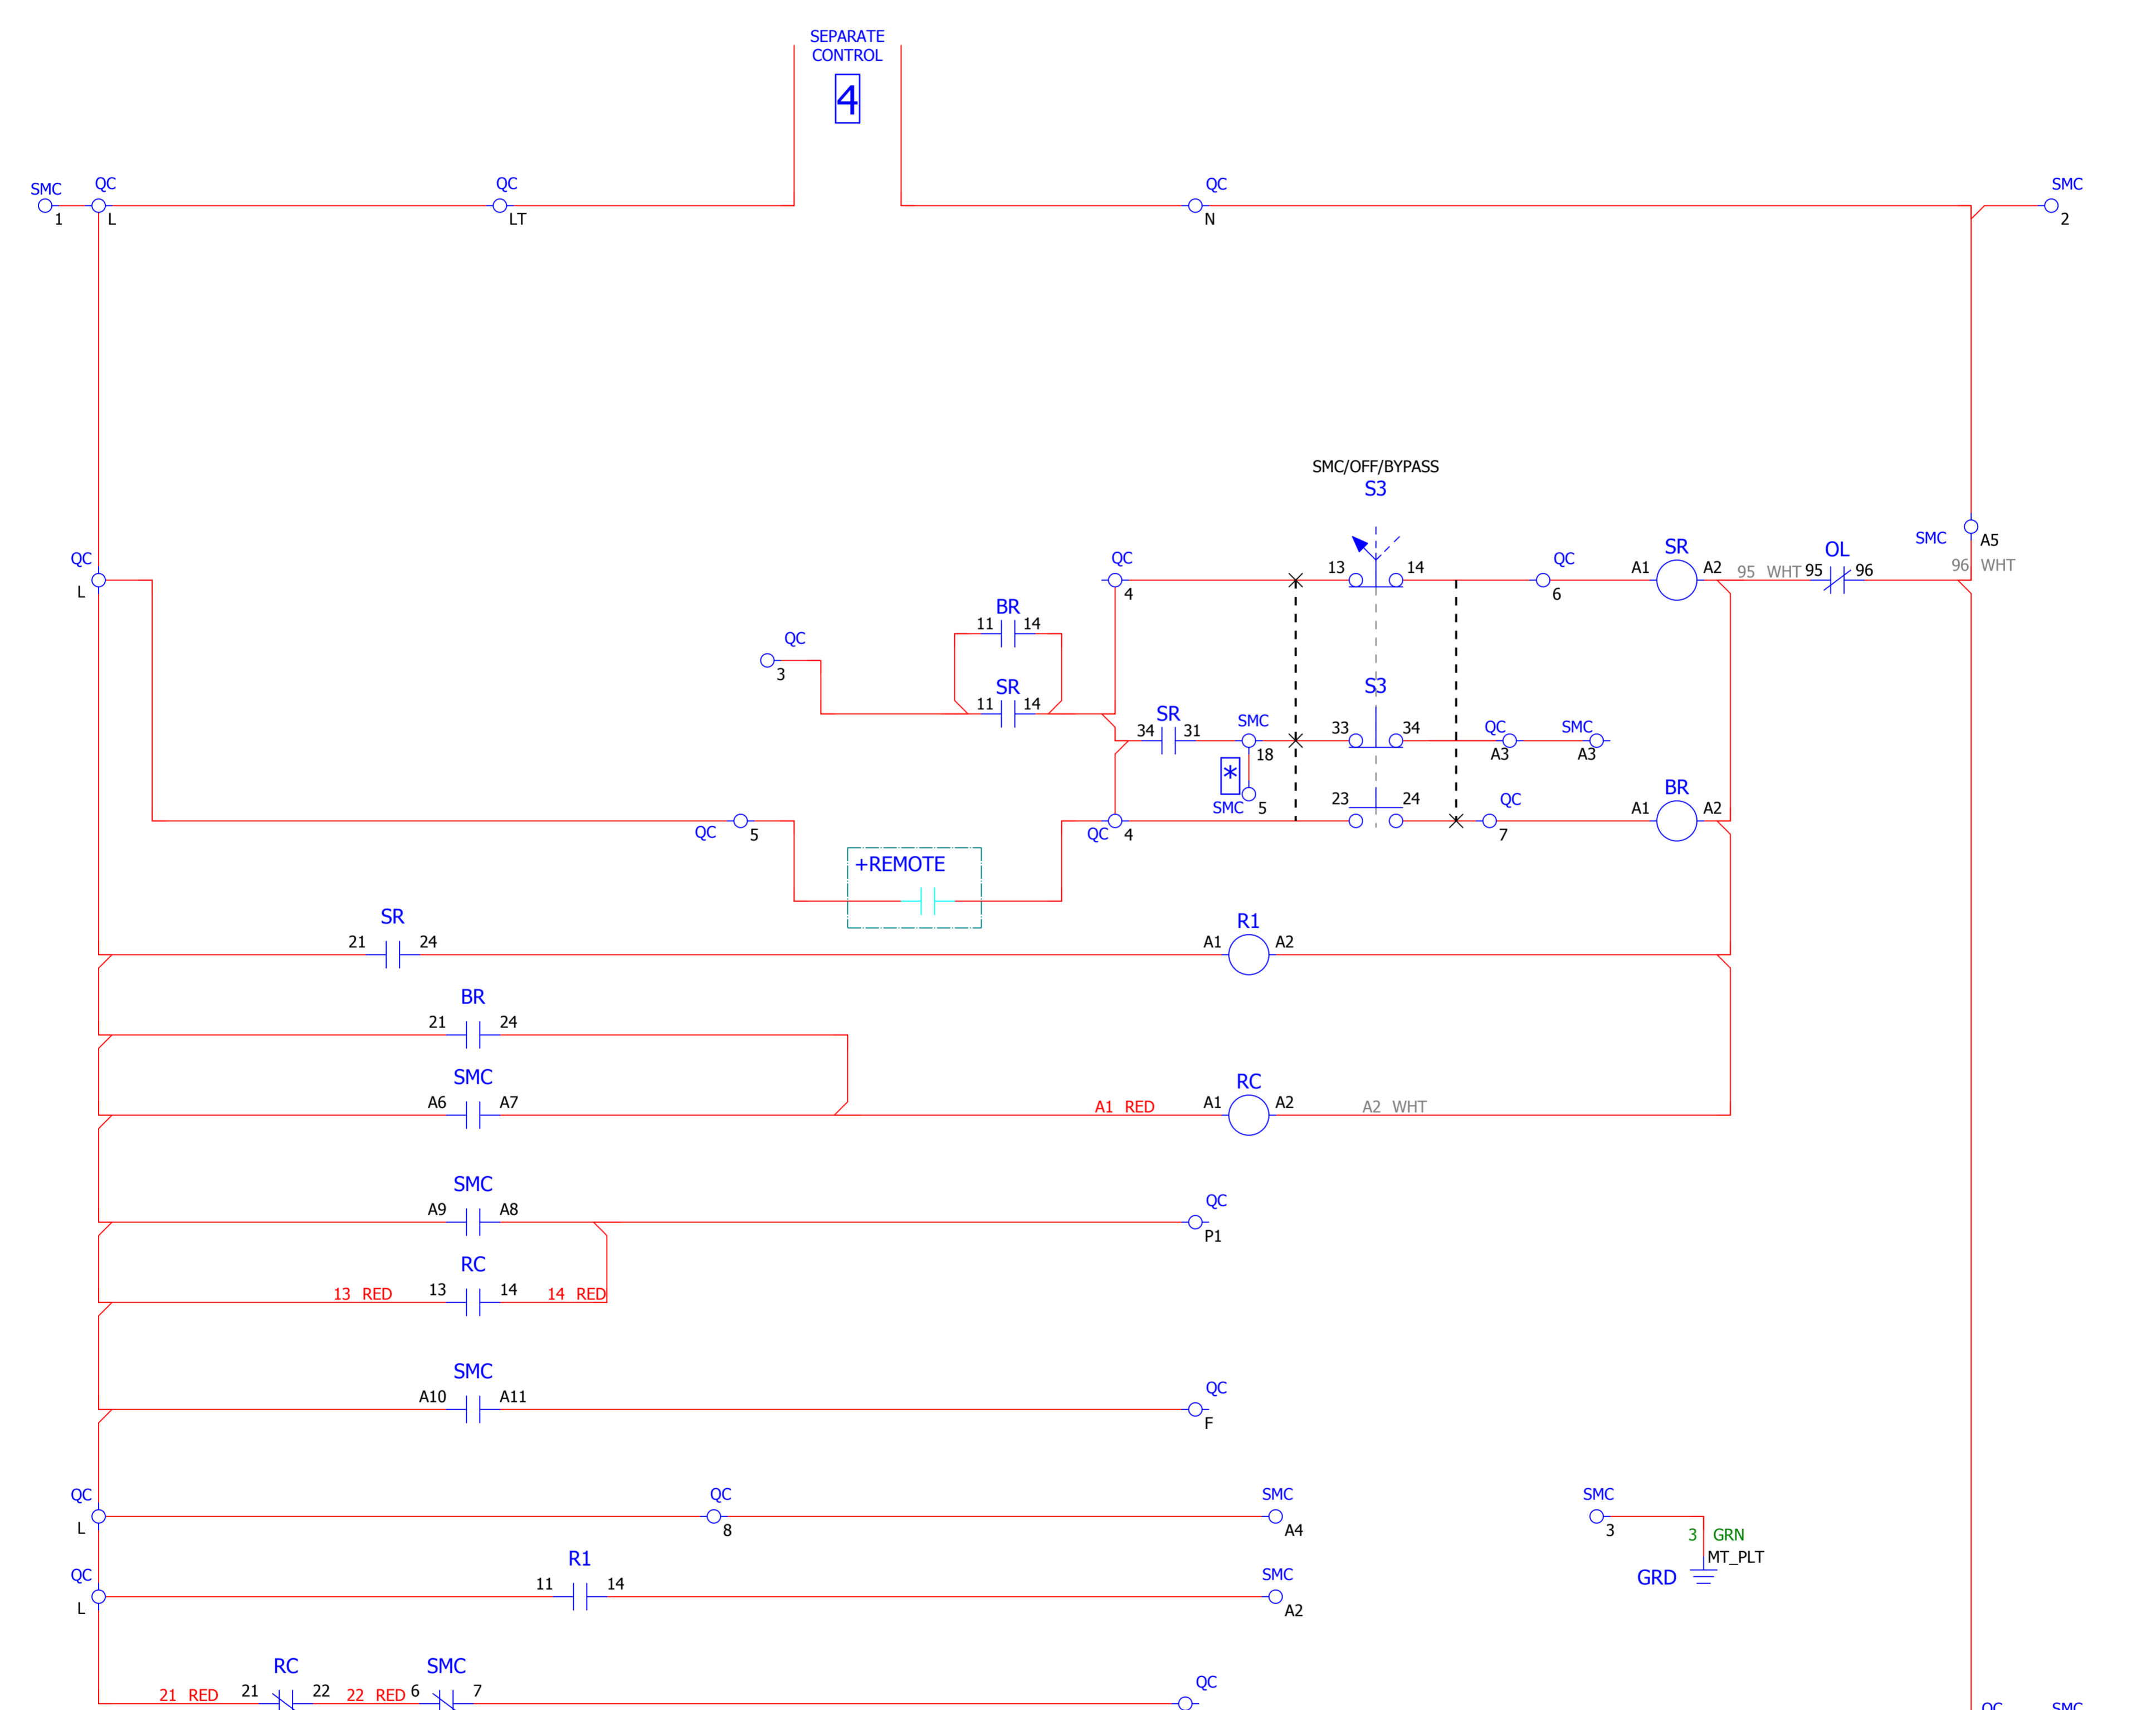 SEPARATE
CONTROL
4
SMC
1
QC
L
QC
LT
QC
N
SMC
2
SMC/OFF/BYPASS
S3
QC
L
QC
4
13
14
QC
6
SR
A1
A2
95 WHT
OL
95
96
SMC
A5
96 WHT
BR
11
14
QC
3
SR
11
14
SR
34
31
SMC
18
*
SMC
5
S3
33
34
QC
A3
SMC
A3
QC
5
QC
4
23
24
QC
7
BR
A1
A2
+REMOTE
SR
21
24
R1
A1
A2
BR
21
24
SMC
A6
A7
A1 RED
RC
A1
A2
A2 WHT
SMC
A9
A8
QC
P1
RC
13 RED
13
14
14 RED
SMC
A10
A11
QC
F
QC
L
QC
8
SMC
A4
SMC
3
3 GRN
MT_PLT
GRD
QC
L
R1
11
14
SMC
A2
RC
21 RED
21
22
22 RED
SMC
6
7
QC
QC
SMC